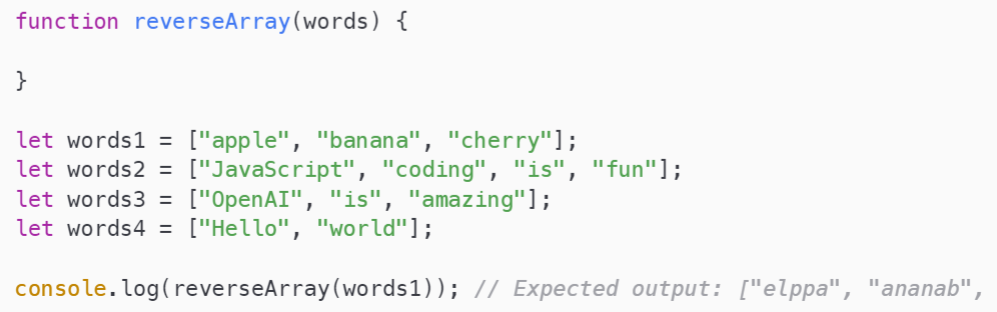 function reverseArray(words) {
}
let words1 = ["apple", "banana", "cherry"];
let words2 = ["JavaScript", "coding", "is", "fun"];
let words3 = ["OpenAI", "is", "amazing"];
let words4 = ["Hello", "world"];
console.log(reverseArray(words1)); // Expected output: ["elppa", "ananab",